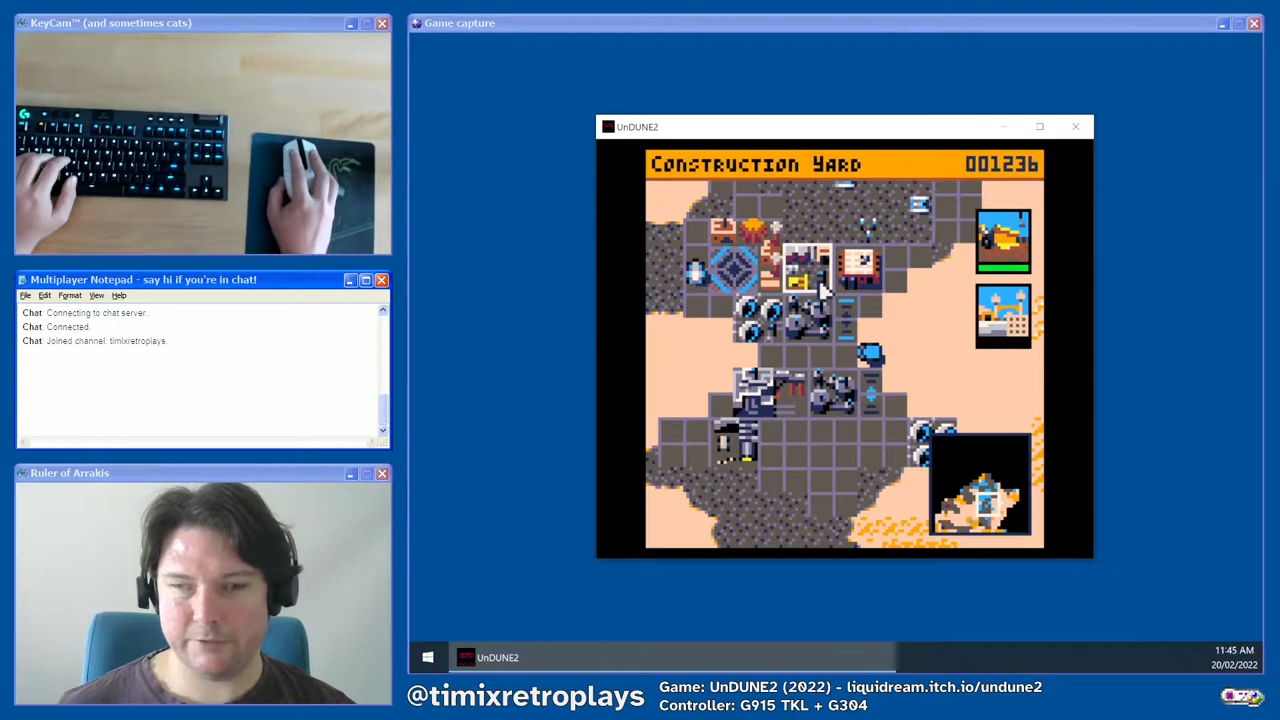 KeyCam™ (and sometimes cats)
Game capture
UnDUNE2
Construction Yard
001236
Multiplayer Notepad - say hi if you're in chat!
File Edit Format View Help
Chat: Connecting to chat server..
Chat: Connected.
Chat: Joined channel: timixretroplays.
Ruler of Arrakis
UnDUNE2
11:45 AM
20/02/2022
@timixretroplays
Game: UnDUNE2 (2022) - liquidream.itch.io/undune2
Controller: G915 TKL + G304